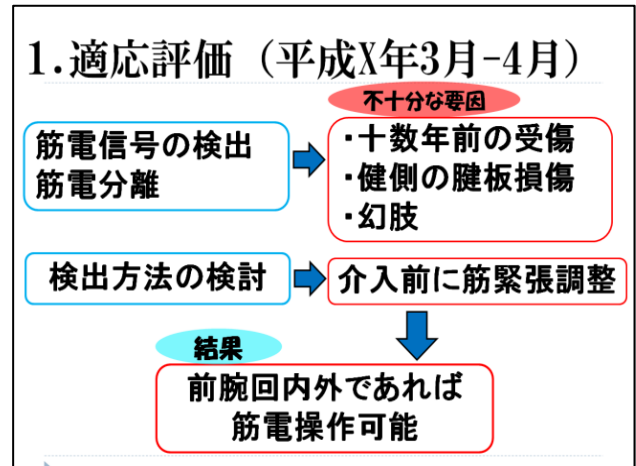 1.適応評価（平成X年3月-4月）
不十分な要因
筋電信号の検出
筋電分離
・十数年前の受傷
・健側の腱板損傷
・幻肢
検出方法の検討
介入前に筋緊張調整
結果
前腕回内外であれば
筋電操作可能